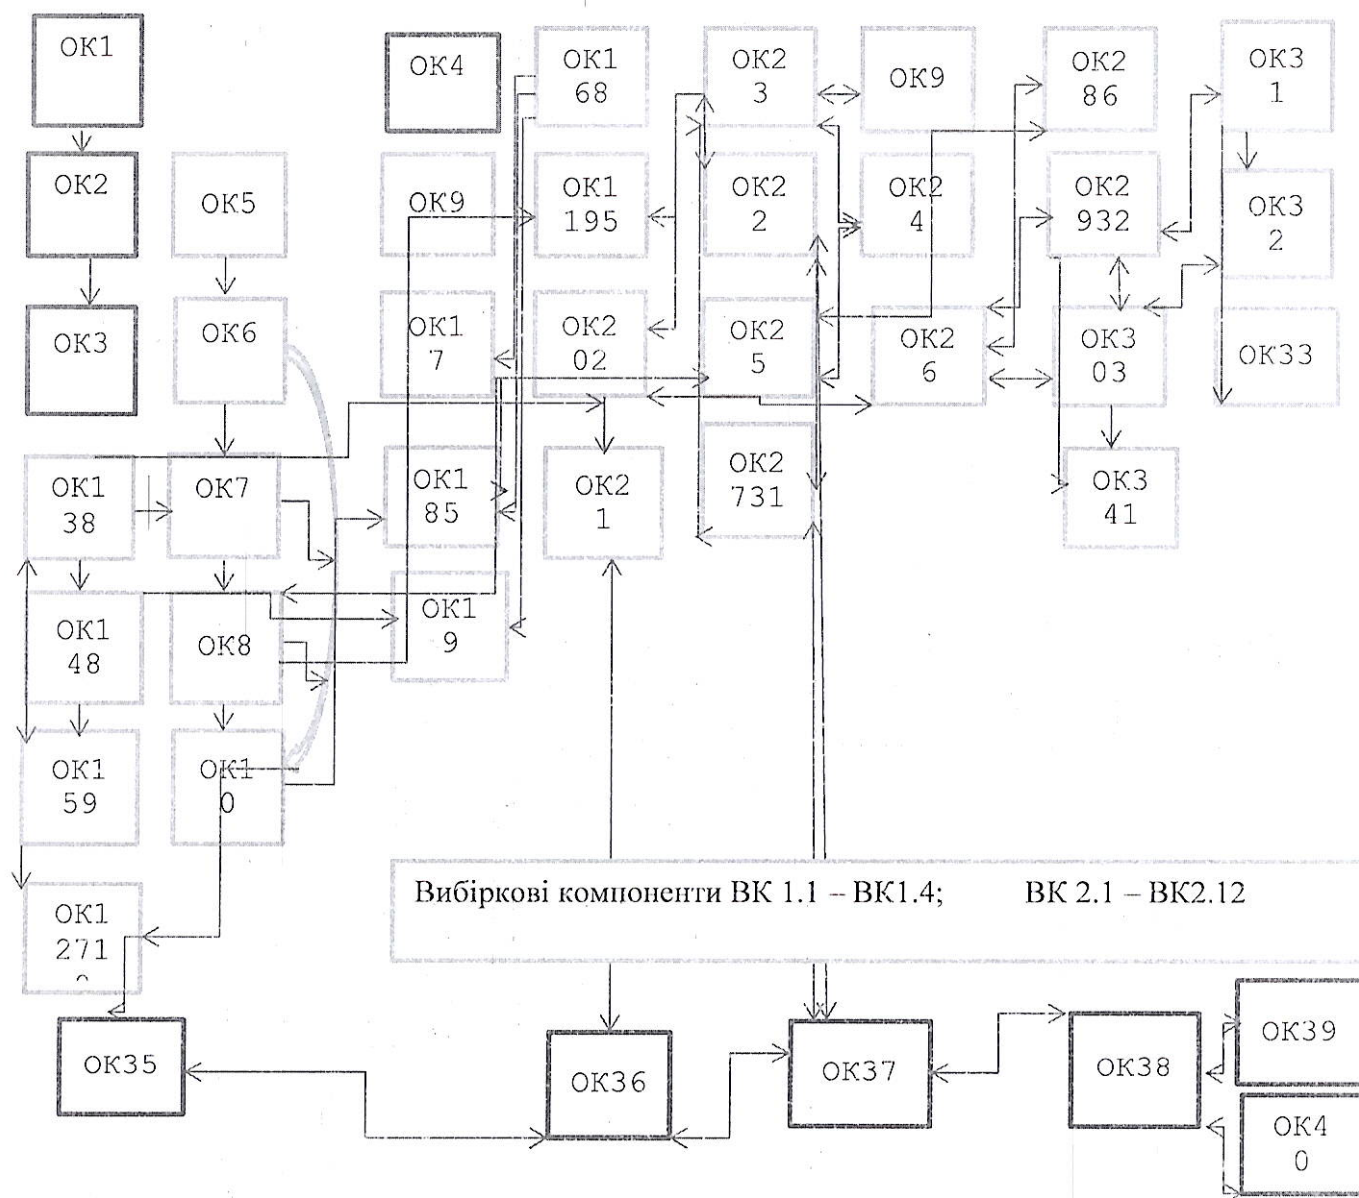 ОК1
ОК4
ОК1
68
ОК2
3
ОК9
ОК2
86
ОК3
1
ОК2
ОК5
ОК9
ОК1
195
ОК2
2
ОК2
4
ОК2
932
ОК3
2
ОК3
ОК6
ОК1
7
ОК2
02
ОК2
5
ОК2
6
ОК3
03
ОК33
ОК1
38
ОК7
ОК1
85
ОК2
1
ОК2
731
ОК3
41
ОК1
48
ОК8
ОК1
9
ОК1
59
ОК1
0
Вибіркові компоненти ВК 1.1 – ВК1.4; ВК 2.1 – ВК2.12
ОК1
271
ОК35
ОК36
ОК37
ОК38
ОК39
ОК4
0